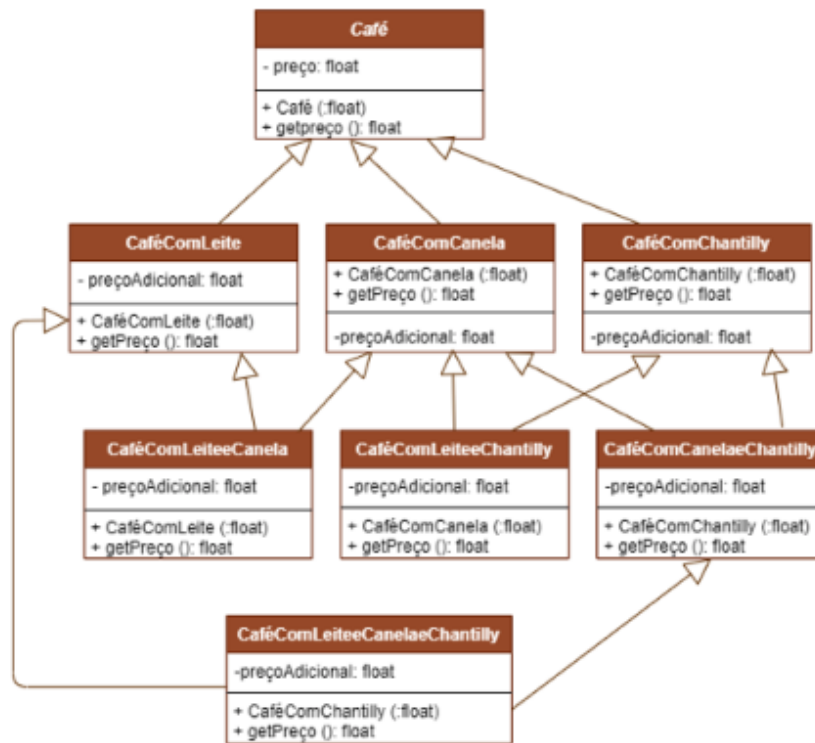 Café
- preço: float
+ Café (:float)
+ getpreço (): float
CaféComLeite
- preçoAdicional: float
+ CaféComLeite (:float)
+ getPreço (): float
CaféComCanela
+ CaféComCanela (:float)
+ getPreço (): float
-preçoAdicional: float
CaféComChantilly
+ CaféComChantilly (:float)
+ getPreço (): float
-preçoAdicional: float
CaféComLeiteeCanela
- preçoAdicional: float
+ CaféComLeite (:float)
+ getPreço (): float
CaféComLeiteeChantilly
-preçoAdicional: float
+ CaféComCanela (:float)
+ getPreço (): float
CaféComCanelaeChantilly
-preçoAdicional: float
+ CaféComChantilly (:float)
+ getPreço (): float
CaféComLeiteeCanelaeChantilly
-preçoAdicional: float
+ CaféComChantilly (:float)
+ getPreço (): float